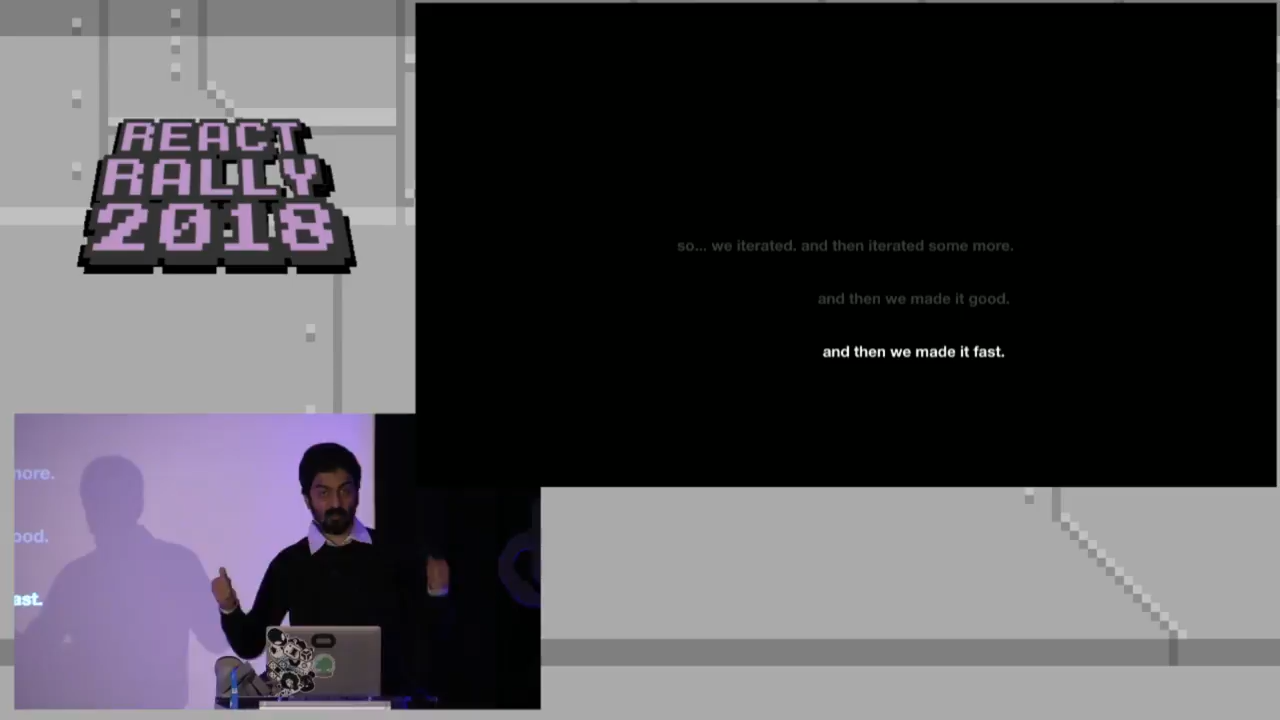 REACT
RALLY
2018
so... we iterated. and then iterated some more.
and then we made it good.
and then we made it fast.
more.
ood.
ast.